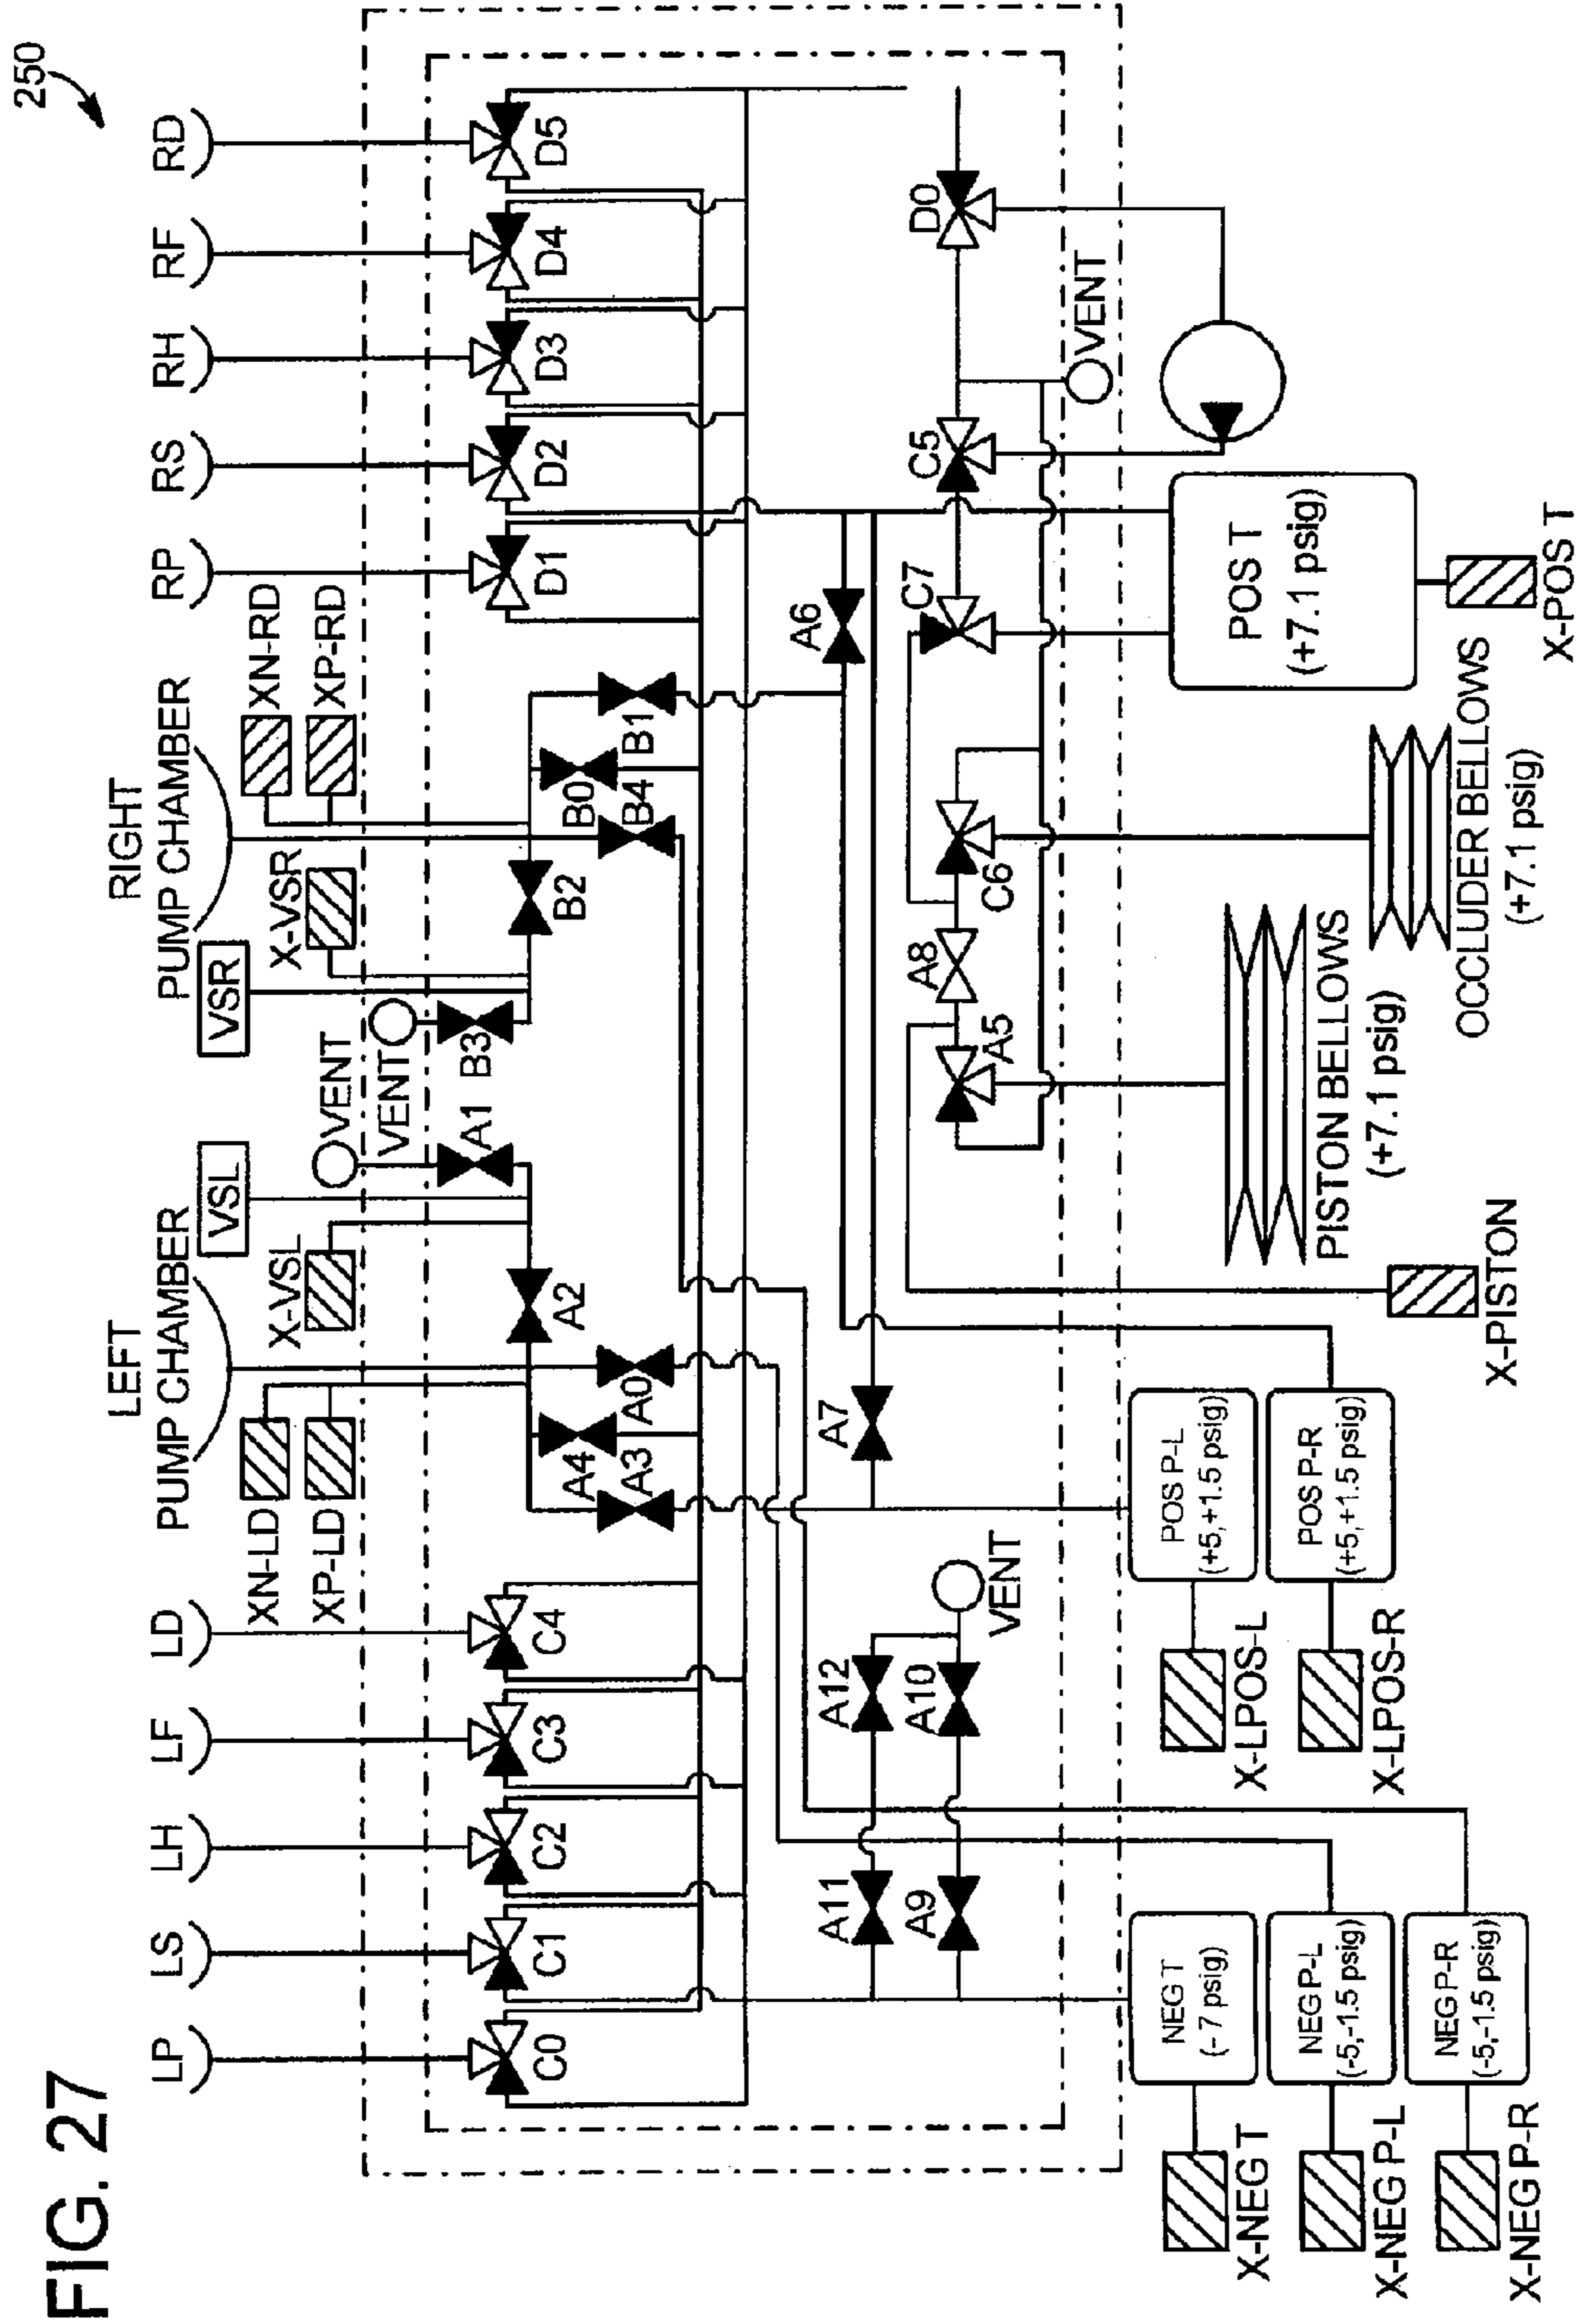 FIG. 27
250
LP
LS
LH
LF
LD
RP
RS
RH
RF
RD
LEFT
PUMP CHAMBER
RIGHT
PUMP CHAMBER
XN-LD
XP-LD
X-VSL
VSL
VENT
VENT
VSR
X-VSR
XN-RD
XP-RD
C0
C1
C2
C3
C4
A4
A3
A0
A2
A1
B3
B2
B4
B0
B1
D1
D2
D3
D4
D5
A11
A9
A12
A10
VENT
A7
A6
A5
A8
C6
C7
C5
D0
VENT
NEG T
(– 7 psig)
NEG P-L
(-5,-1.5 psig)
NEG P-R
(-5,-1.5 psig)
X-NEG T
X-NEG P-L
X-NEG P-R
POS P-L
(+5,+1.5 psig)
POS P-R
(+5,+1.5 psig)
X-LPOS-L
X-LPOS-R
X-PISTON
PISTON BELLOWS
(+7.1 psig)
OCCLUDER BELLOWS
(+7.1 psig)
POS T
(+7.1 psig)
X-POS T